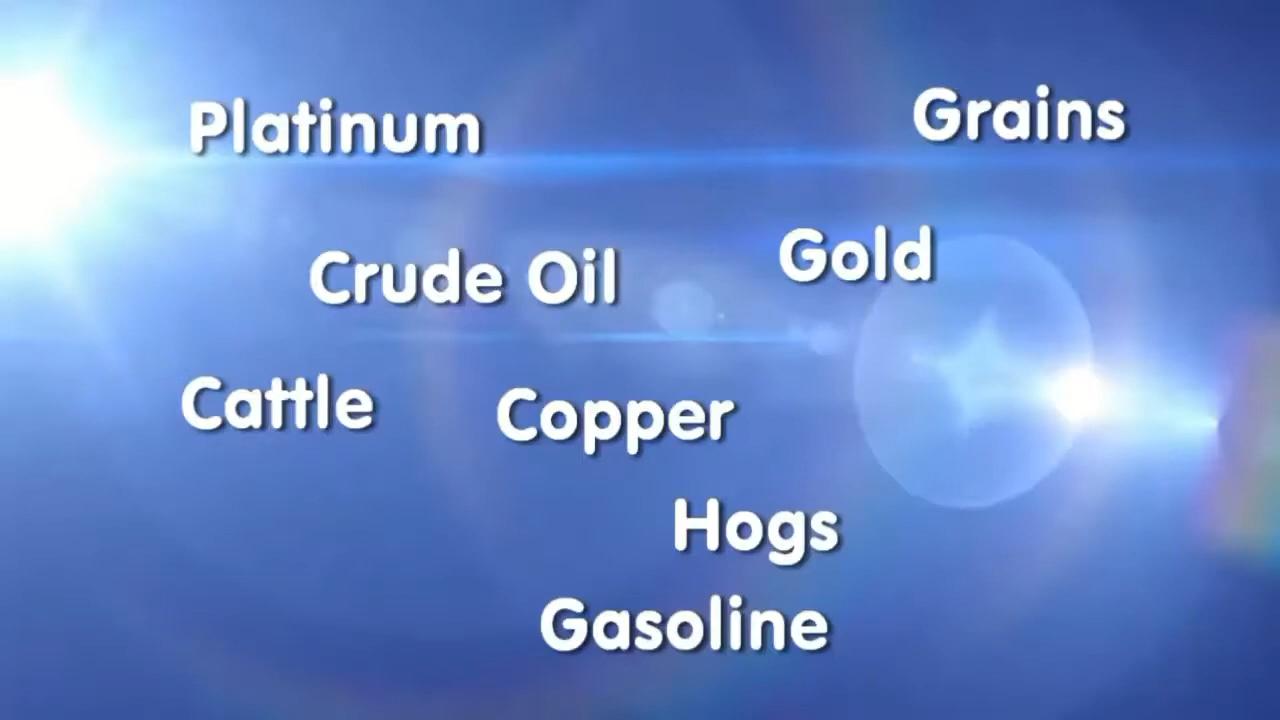 Platinum
Grains
Crude Oil
Gold
Cattle
Copper
Hogs
Gasoline